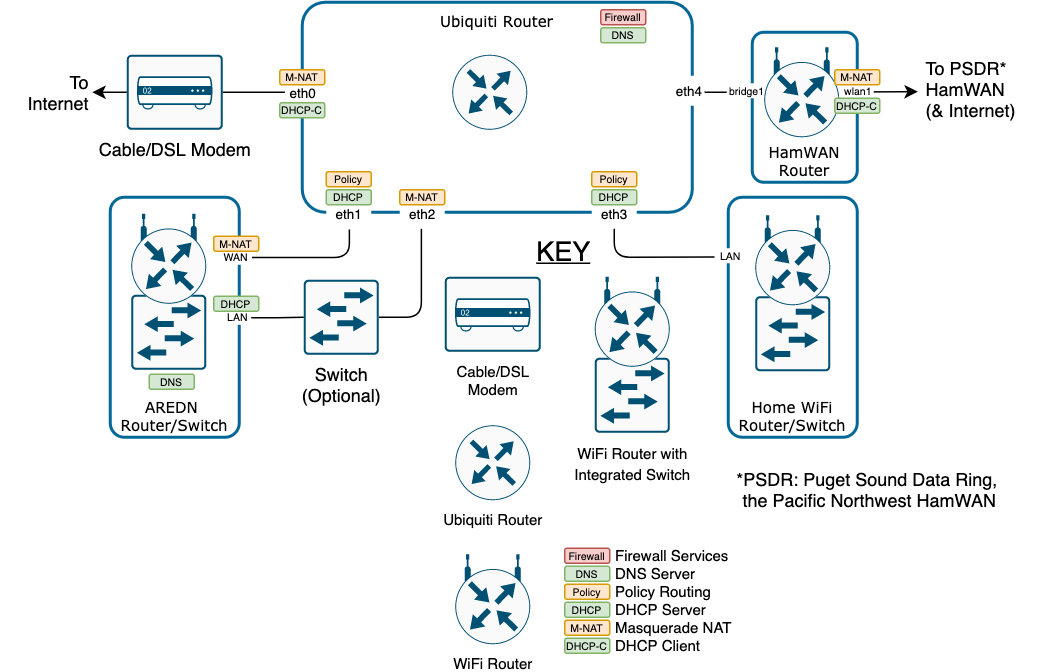 Ubiquiti Router
Firewall
DNS
To
Internet
02
Cable/DSL Modem
M-NAT
eth0
DHCP-C
eth4
bridge1
M-NAT
wlan1
DHCP-C
HamWAN
Router
To PSDR*
HamWAN
(& Internet)
Policy
DHCP
eth1
M-NAT
eth2
Policy
DHCP
eth3
M-NAT
WAN
DHCP
LAN
DNS
AREDN
Router/Switch
Switch
(Optional)
LAN
Home WiFi
Router/Switch
KEY
02
Cable/DSL
Modem
WiFi Router with
Integrated Switch
Ubiquiti Router
WiFi Router
*PSDR: Puget Sound Data Ring,
the Pacific Northwest HamWAN
Firewall Firewall Services
DNS DNS Server
Policy Policy Routing
DHCP DHCP Server
M-NAT Masquerade NAT
DHCP-C DHCP Client